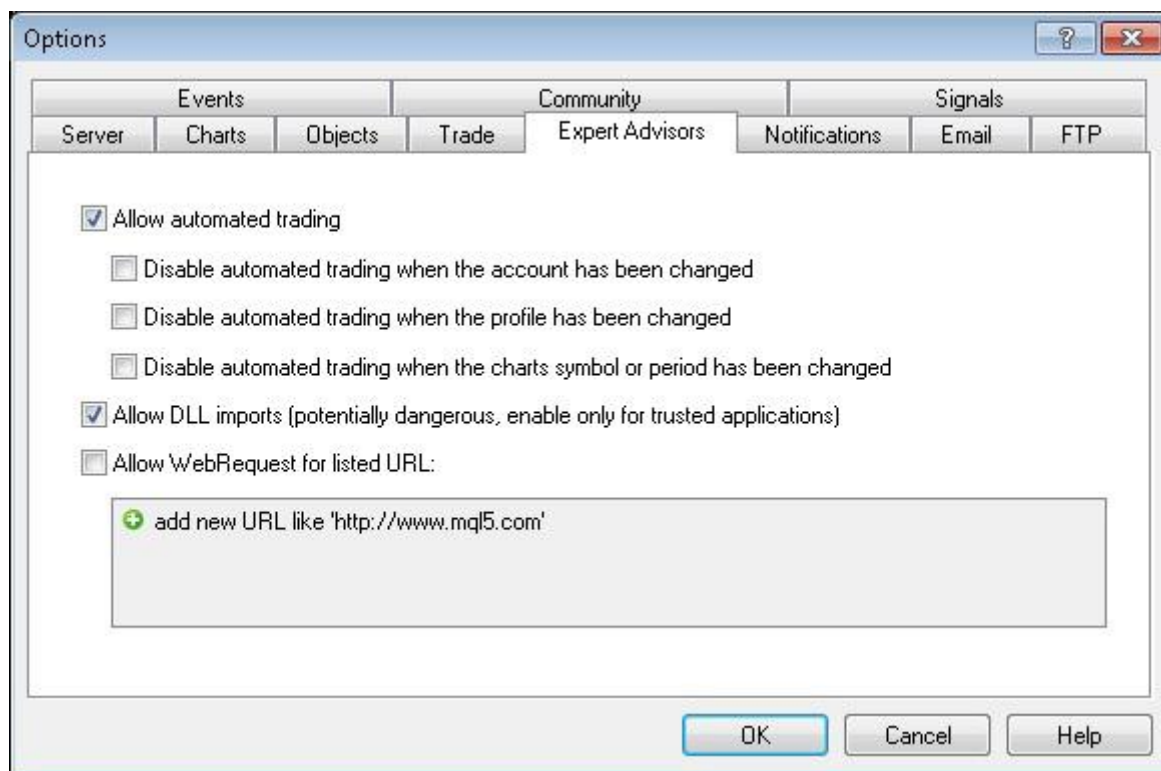 Options
Events Community Signals
Server Charts Objects Trade Expert Advisors Notifications Email FTP
Allow automated trading
Disable automated trading when the account has been changed
Disable automated trading when the profile has been changed
Disable automated trading when the charts symbol or period has been changed
Allow DLL imports (potentially dangerous, enable only for trusted applications)
Allow WebRequest for listed URL:
add new URL like 'http://www.mql5.com'
OK Cancel Help